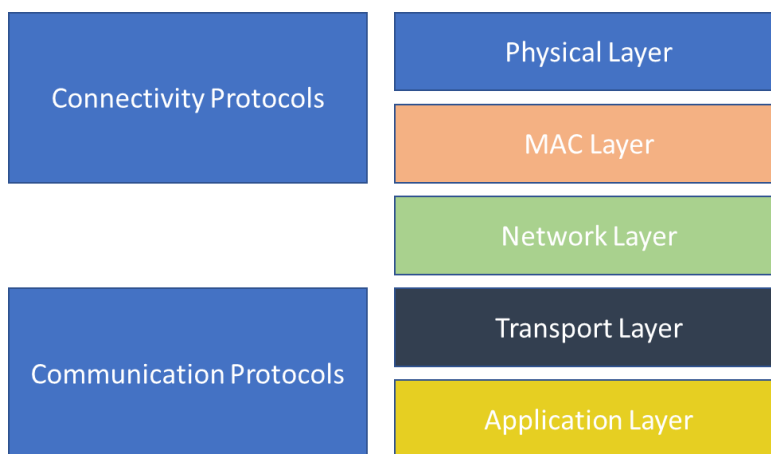 Connectivity Protocols
Communication Protocols
Physical Layer
MAC Layer
Network Layer
Transport Layer
Application Layer